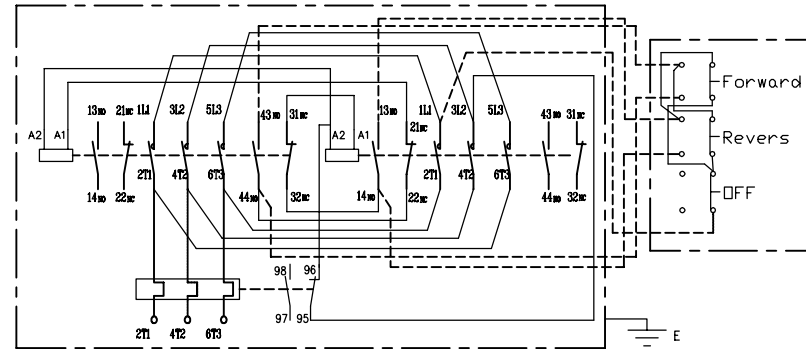 Forward
13NO 21NC 1L1 3L2 5L3 43NO 31NC 13NO 1L1 3L2 5L3 43NO 31NC
A2 A1 A2 A1 21NC
Revers
2T1 4T2 6T3 2T1 4T2 6T3
14NO 22NC 44NO 32NC 14NO 22NC 44NO 32NC
OFF
98 96
97 95
2T1 4T2 6T3
E